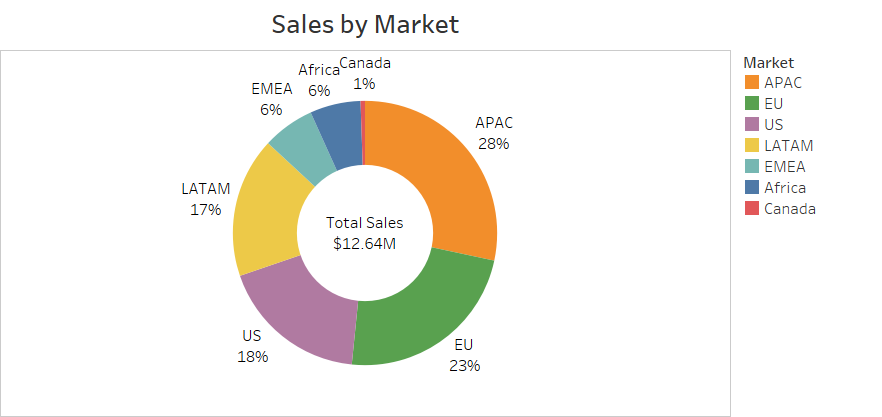 Sales by Market
Canada
1%
Africa
6%
EMEA
6%
APAC
28%
LATAM
17%
Total Sales
$12.64M
US
18%
EU
23%
Market
APAC
EU
US
LATAM
EMEA
Africa
Canada